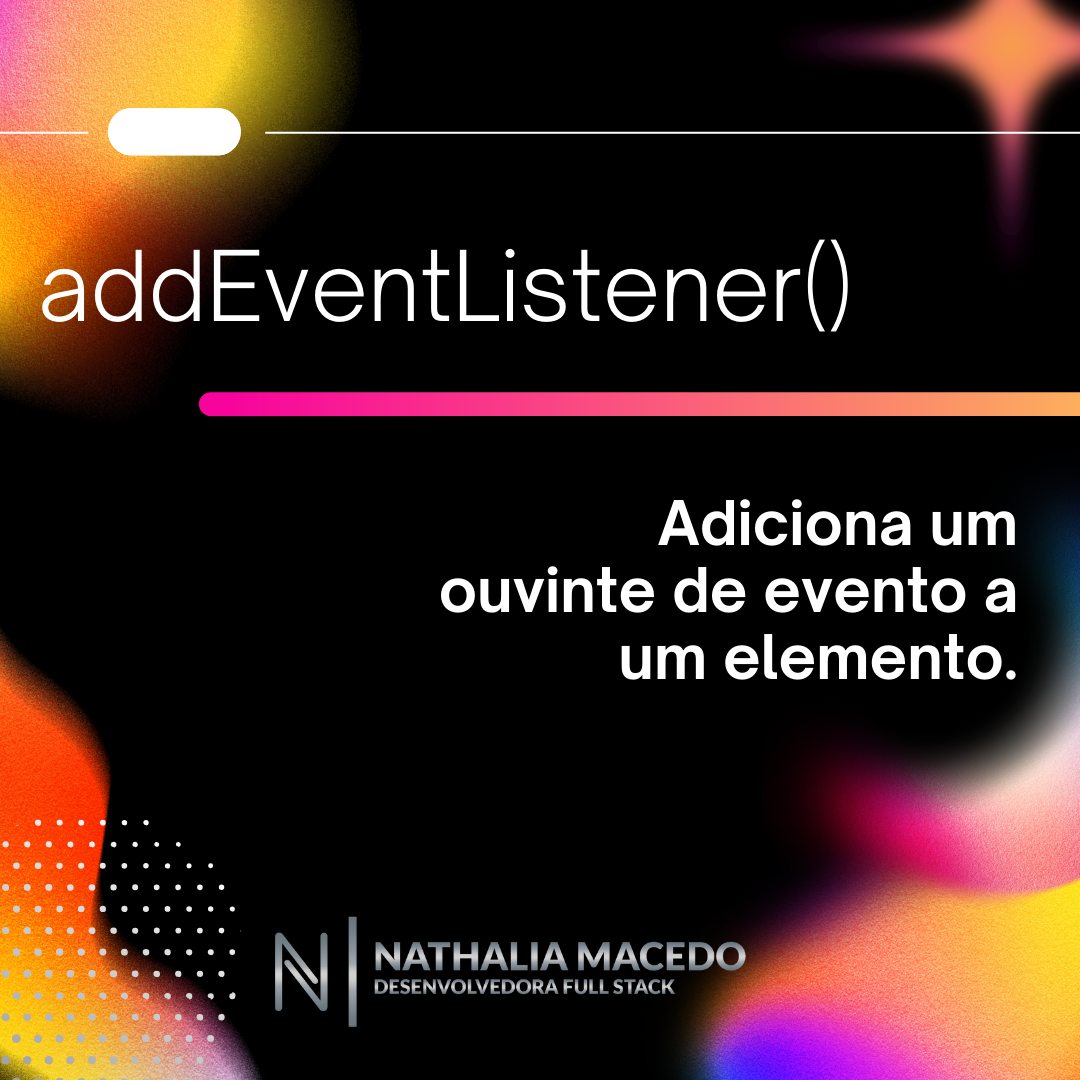 addEventListener()
Adiciona um
ouvinte de evento a
um elemento.
N
NATHALIA MACEDO
DESENVOLVEDORA FULL STACK